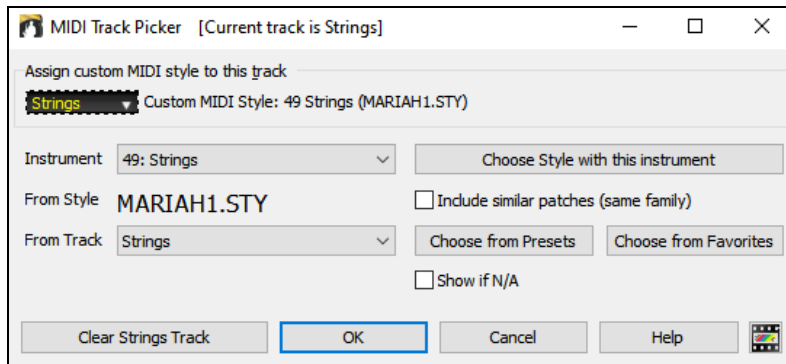 MIDI Track Picker [Current track is Strings]
Assign custom MIDI style to this track
Strings Custom MIDI Style: 49 Strings (MARIAH1.STY)
Instrument 49: Strings Choose Style with this instrument
From Style MARIAH1.STY Include similar patches (same family)
From Track Strings Choose from Presets Choose from Favorites
Show if N/A
Clear Strings Track OK Cancel Help